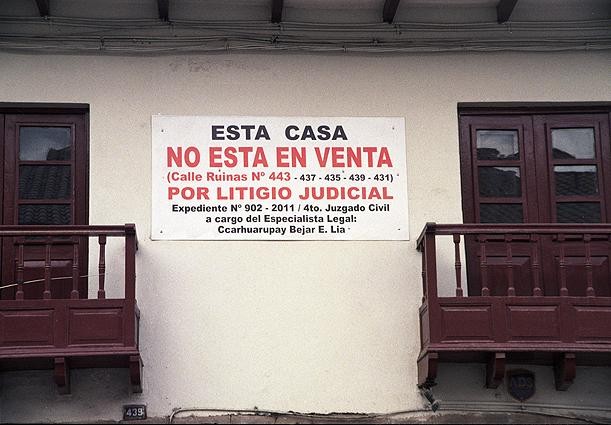 ESTA CASA
NO ESTA EN VENTA
(Calle Ruinas Nº 443 - 437 - 435 - 439 - 431)
POR LITIGIO JUDICIAL
Expediente Nº 902 - 2011 / 4to. Juzgado Civil
a cargo del Especialista Legal:
Ccarhuarupay Bejar E. Lia
439
ADS